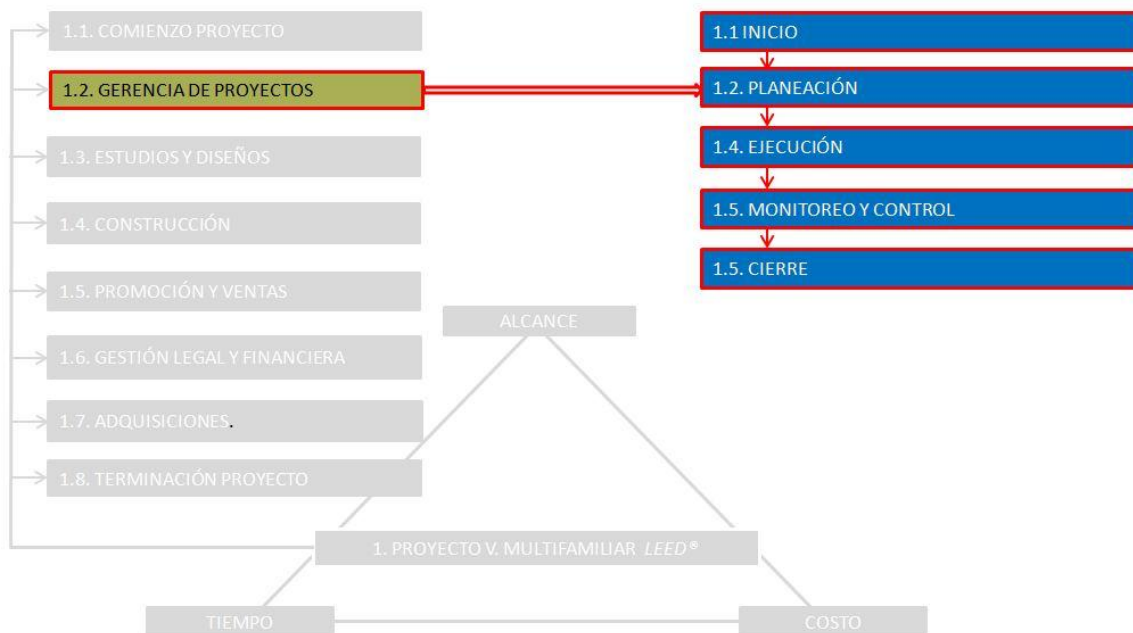 1.1. COMIENZO PROYECTO
1.2. GERENCIA DE PROYECTOS
1.3. ESTUDIOS Y DISEÑOS
1.4. CONSTRUCCIÓN
1.5. PROMOCIÓN Y VENTAS
1.6. GESTIÓN LEGAL Y FINANCIERA
1.7. ADQUISICIONES.
1.8. TERMINACIÓN PROYECTO
1.1 INICIO
1.2. PLANEACIÓN
1.4. EJECUCIÓN
1.5. MONITOREO Y CONTROL
1.5. CIERRE
ALCANCE
1. PROYECTO V. MULTIFAMILIAR LEED®
TIEMPO
COSTO